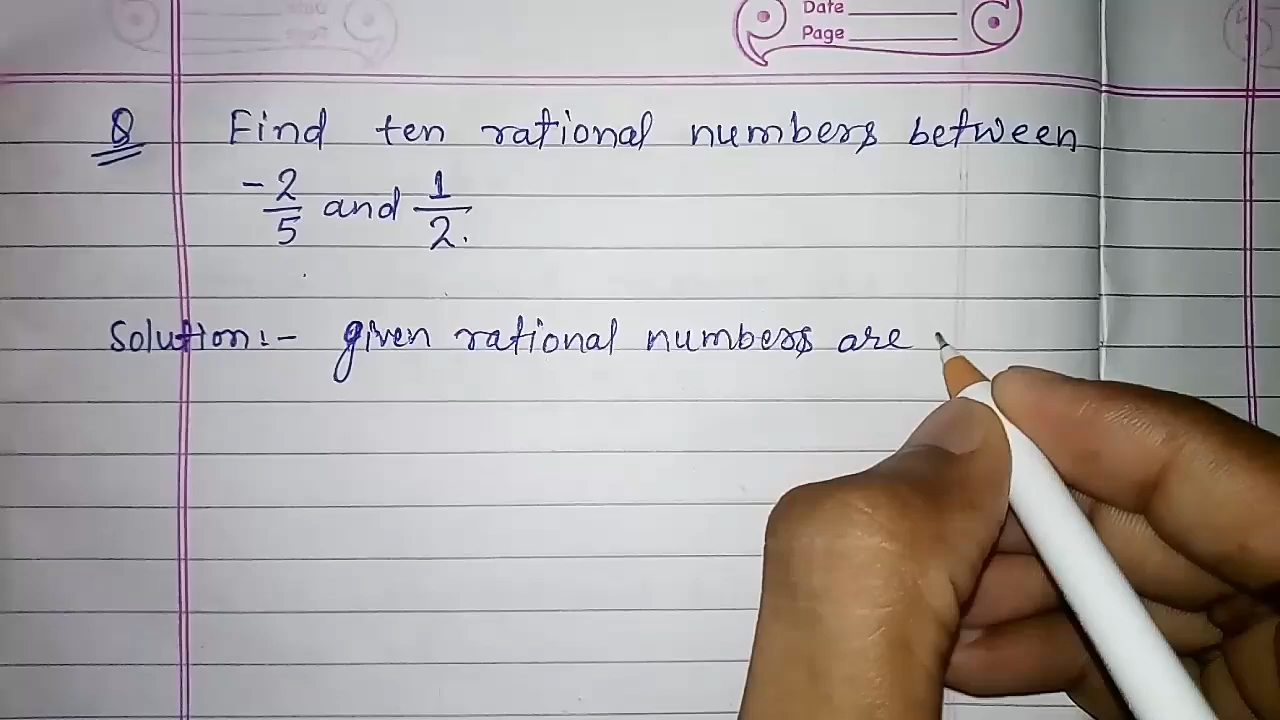 Date
Page
Q Find ten rational numbers between
-2/5 and 1/2.
Solution:- given rational numbers are